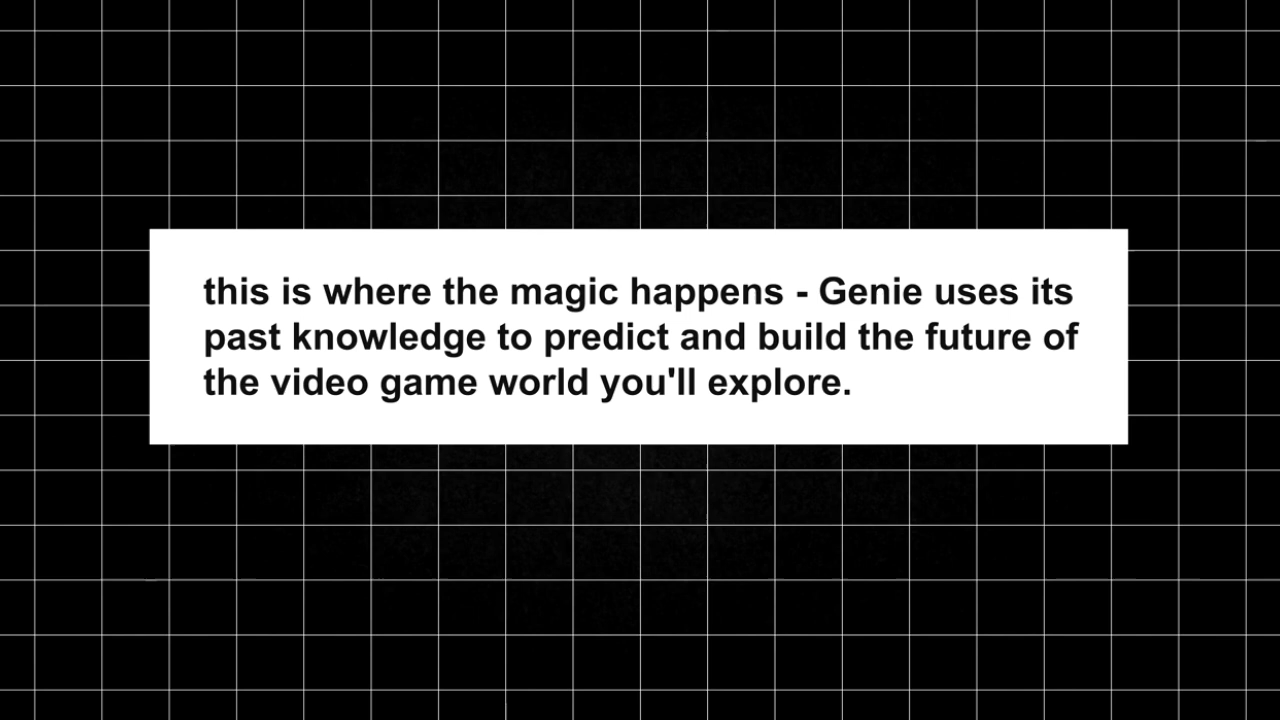 this is where the magic happens - Genie uses its
past knowledge to predict and build the future of
the video game world you'll explore.